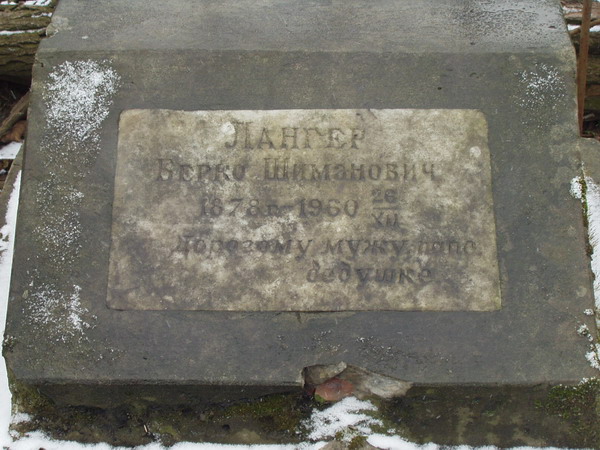 Лангер
Берко Шиманович
1878 г.-1960 26/XII
Дорогому мужу, папе,
дедушке